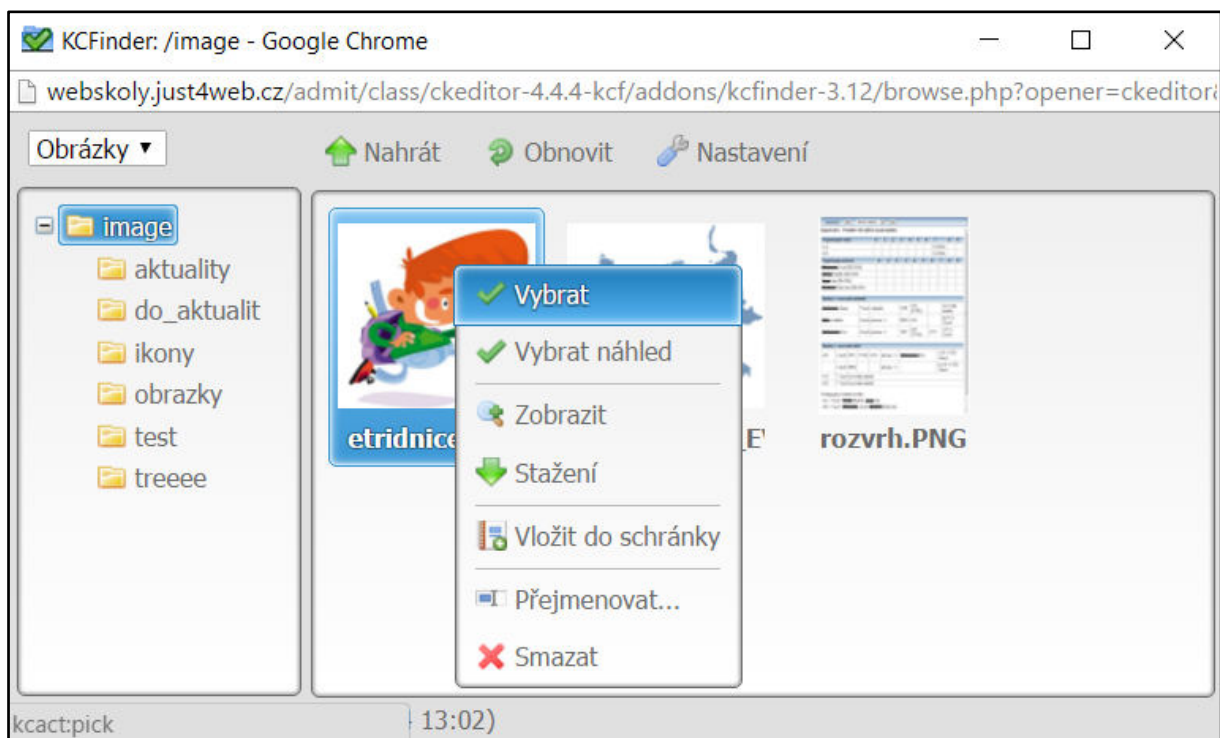 KCFinder: /image - Google Chrome
webskoly.just4web.cz/admit/class/ckeditor-4.4.4-kcf/addons/kcfinder-3.12/browse.php?opener=ckeditor&
Obrázky
Nahrát Obnovit Nastavení
image
aktuality
do_aktualit
ikony
obrazky
test
treeee
etridnice
rozvrh.PNG
Vybrat
Vybrat náhled
Zobrazit
Stažení
Vložit do schránky
Přejmenovat...
Smazat
kcact:pick
13:02)